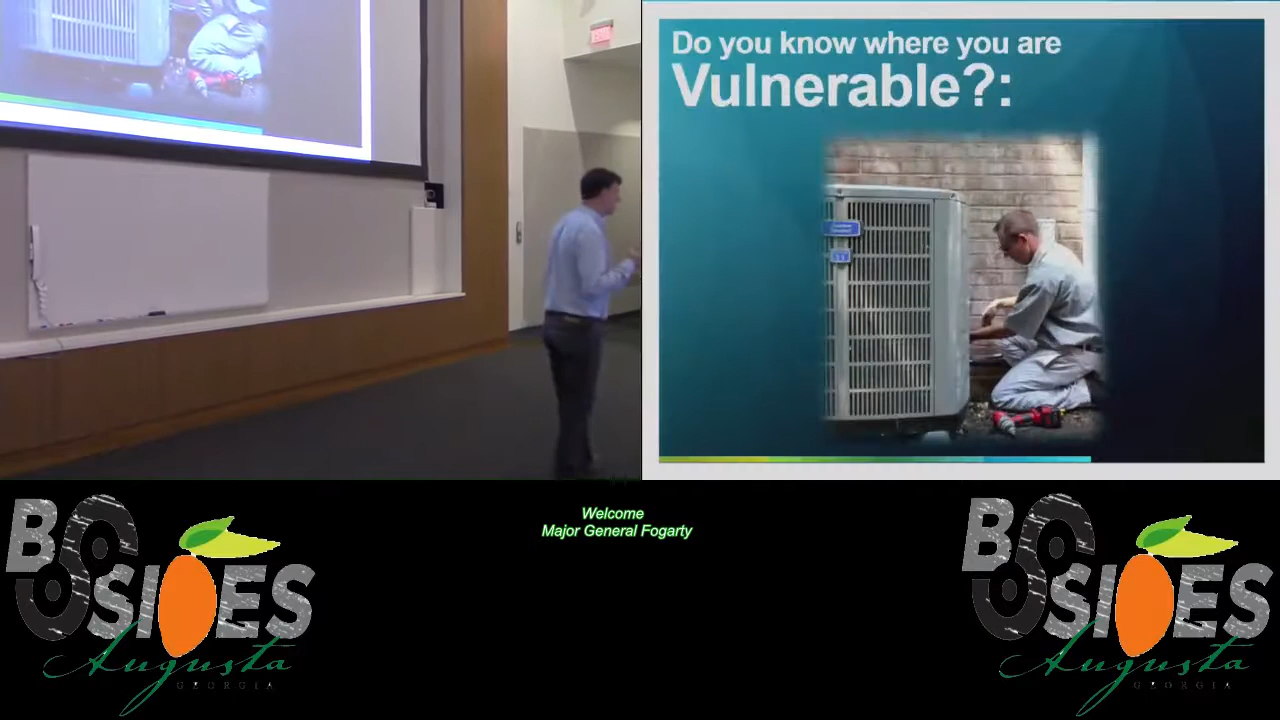 Do you know where you are
Vulnerable?:
Welcome
Major General Fogarty
BSIDES
Augusta
GEORGIA
BSIDES
Augusta
GEORGIA